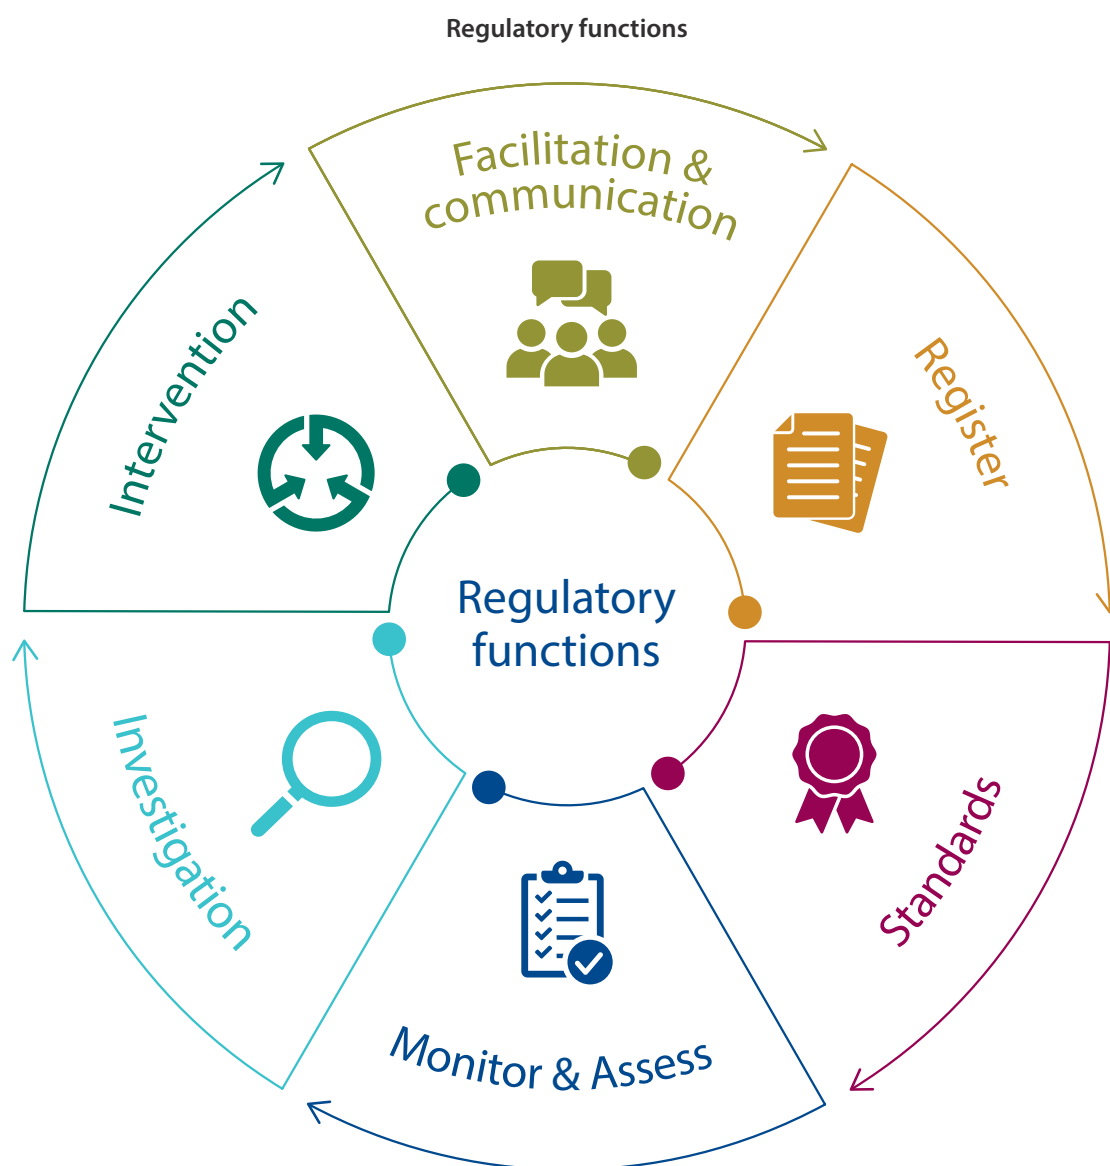 Regulatory functions
Facilitation &
communication
Register
Standards
Monitor & Assess
Investigation
Intervention
Regulatory
functions